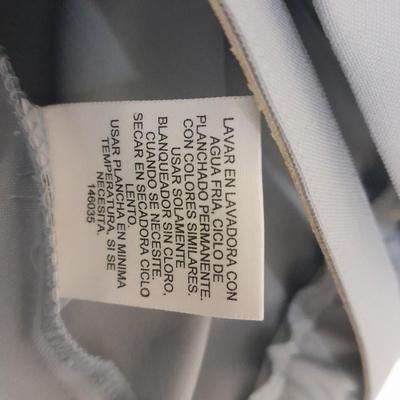 LAVAR EN LAVADORA CON
AGUA FRIA, CICLO DE
PLANCHADO PERMANENTE.
CON COLORES SIMILARES.
USAR SOLAMENTE
BLANQUEADOR SIN CLORO,
CUANDO SE NECESITE.
SECAR EN SECADORA CICLO
LENTO.
USAR PLANCHA EN MINIMA
TEMPERATURA, SI SE
NECESITA.
146035